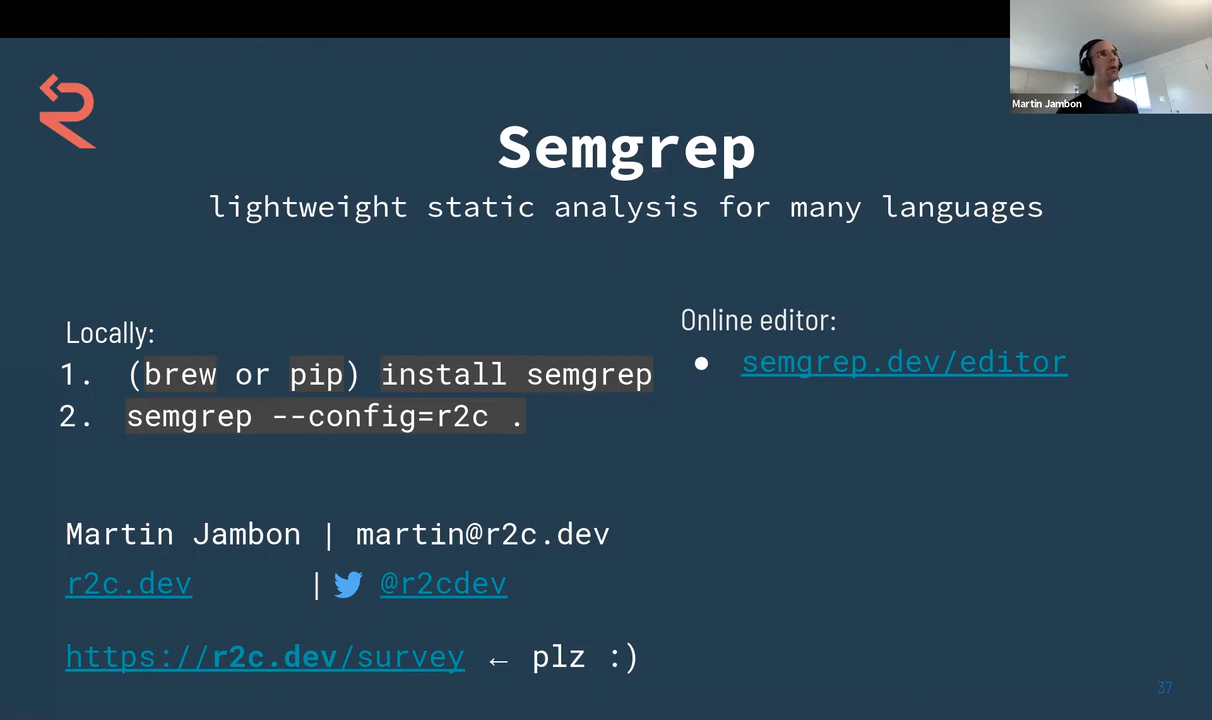 Martin Jambon
Semgrep
lightweight static analysis for many languages
Locally:
1. (brew or pip) install semgrep
2. semgrep --config=r2c .
Online editor:
● semgrep.dev/editor
Martin Jambon | martin@r2c.dev
r2c.dev | @r2cdev
https://r2c.dev/survey ← plz :)
37